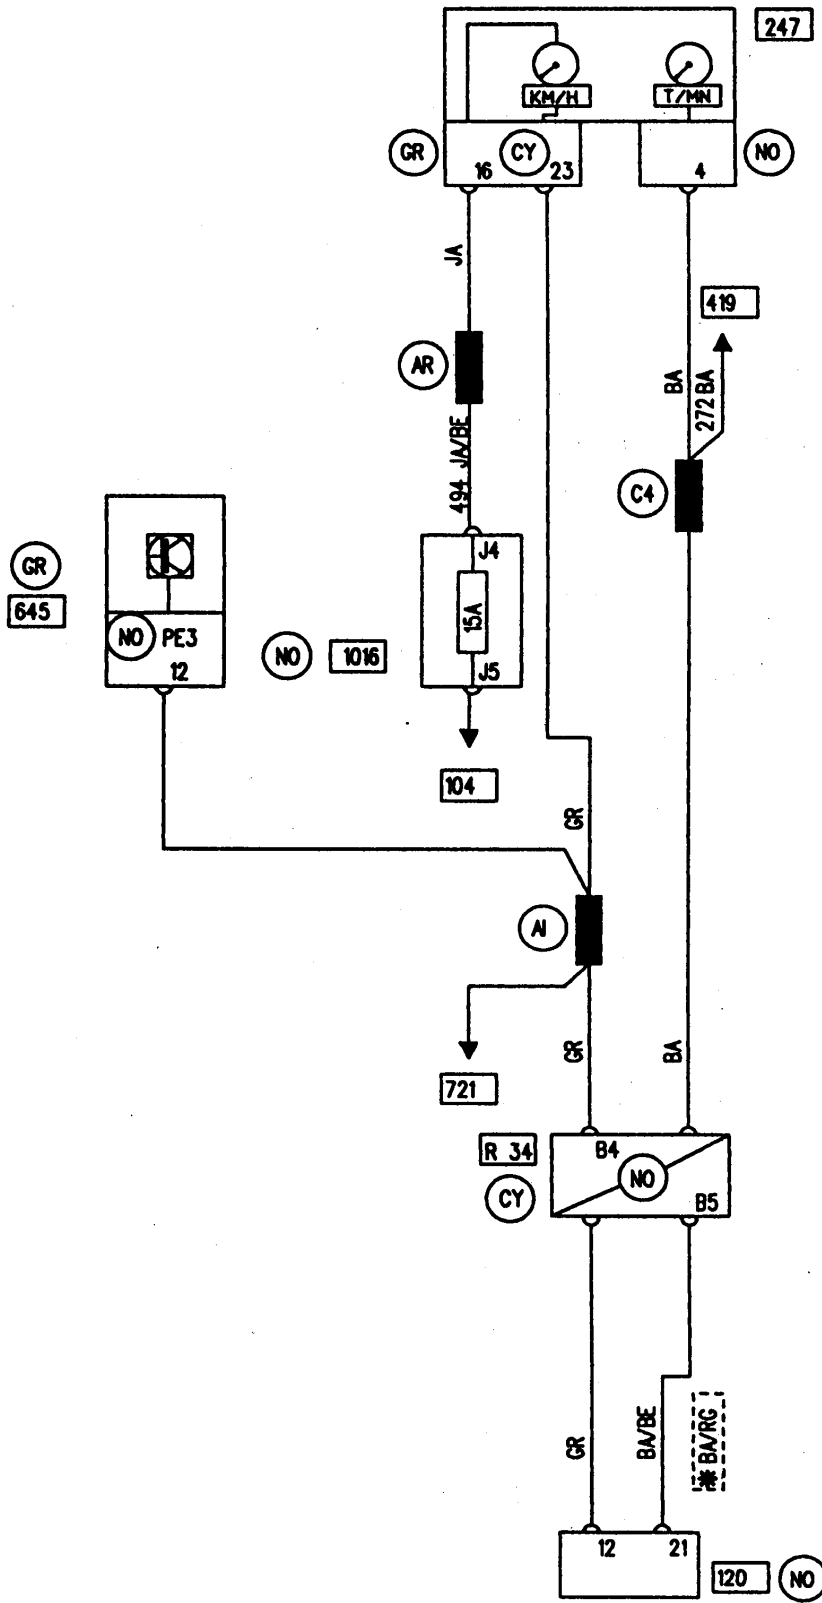 247
KM/H
T/MN
GR
16
CY
23
4
NO
JA
419
AR
BA
272 BA
494 JA/BE
C4
GR
645
NO
PE3
12
NO
1016
J4
15A
J5
104
GR
AI
GR
BA
721
R 34
CY
B4
NO
B5
GR
BA/BE
✱ BA/RG
12
21
120
NO